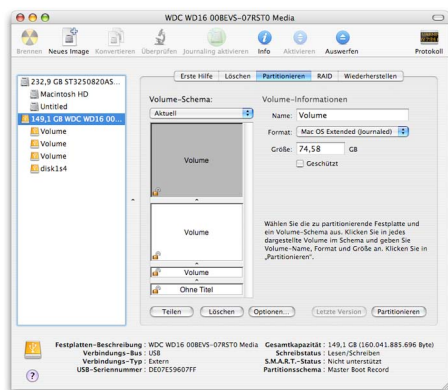 WDC WD16 00BEVS-07RST0 Media
Brennen Neues Image Konvertieren Überprüfen Journaling aktivieren Info Aktivieren Auswerfen Protokoll
232,9 GB ST3250820AS...
Macintosh HD
Untitled
149,1 GB WDC WD16 00...
Volume
Volume
Volume
disk1s4
Erste Hilfe Löschen Partitionieren RAID Wiederherstellen
Volume-Schema:
Aktuell
Volume
Volume
Volume
Ohne Titel
Volume-Informationen
Name: Volume
Format: Mac OS Extended (Journaled)
Größe: 74,58 GB
Geschützt
Wählen Sie die zu partitionierende Festplatte und
ein Volume-Schema aus. Klicken Sie in jedes
dargestellte Volume im Schema und geben Sie
Volume-Name, Format und Größe an. Klicken Sie in
„Partitionieren“.
Teilen Löschen Optionen... Letzte Version Partitionieren
Festplatten-Beschreibung : WDC WD16 00BEVS-07RST0 Media
Verbindungs-Bus : USB
Verbindungs-Typ : Extern
USB-Seriennummer : DE07E59607FF
Gesamtkapazität : 149,1 GB (160.041.885.696 Byte)
Schreibstatus : Lesen/Schreiben
S.M.A.R.T.-Status : Nicht unterstützt
Partitionsschema : Master Boot Record
?